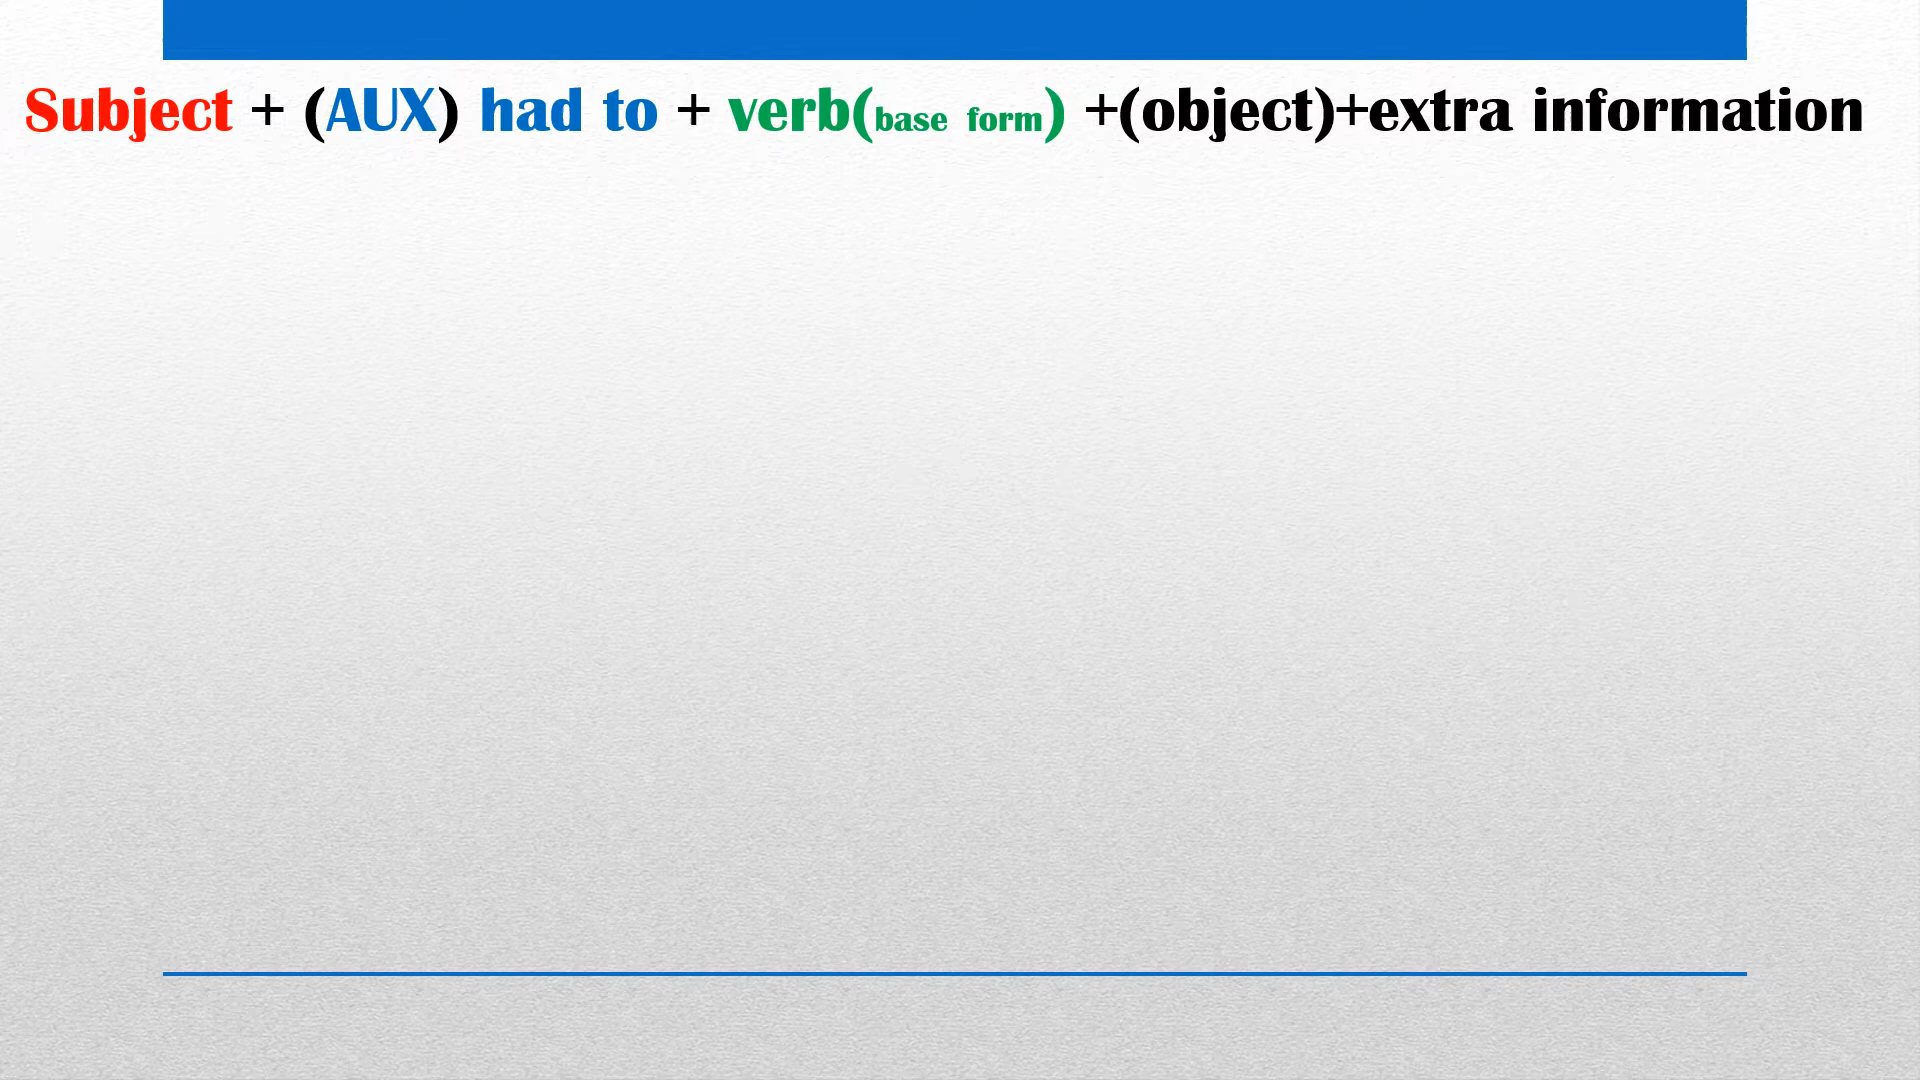 Subject + (AUX) had to + verb(base form) +(object)+extra information